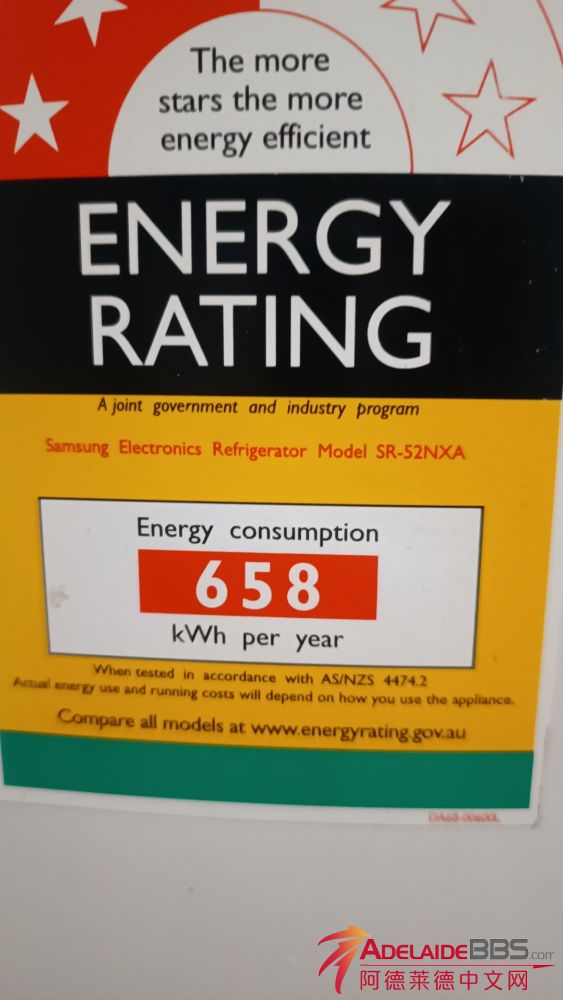 The more
stars the more
energy efficient
ENERGY
RATING
A joint government and industry program
Samsung Electronics Refrigerator Model SR-52NXA
Energy consumption
658
kWh per year
When tested in accordance with AS/NZS 4474.2
Actual energy use and running costs will depend on how you use the appliance.
Compare all models at www.energyrating.gov.au
DA68-00600L
ADELAIDEBBS.com
阿德莱德中文网